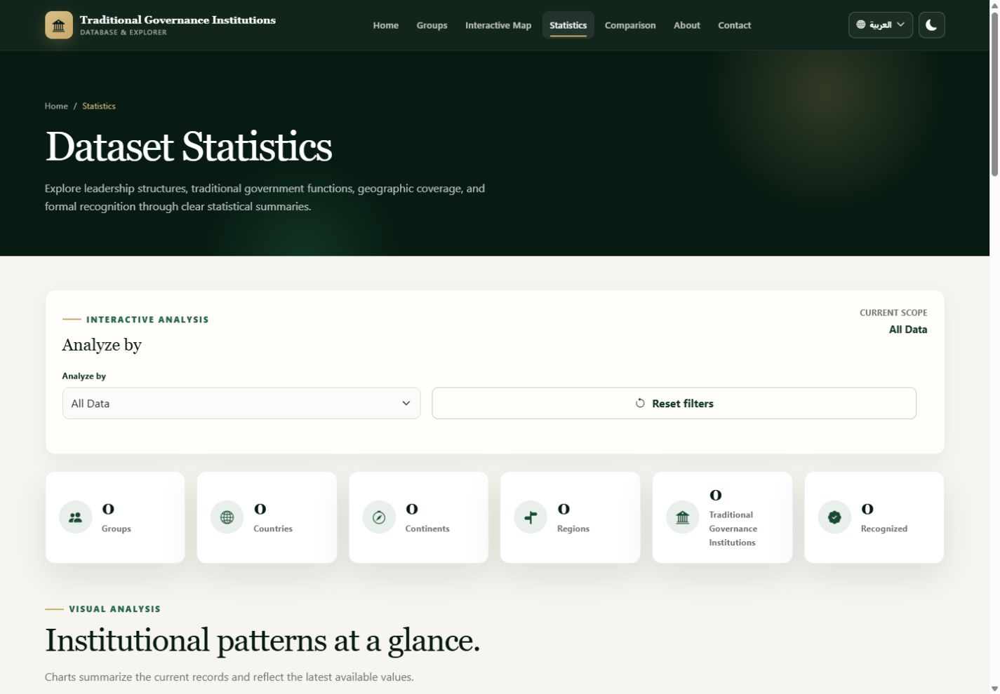 Traditional Governance Institutions
DATABASE & EXPLORER
Home
Groups
Interactive Map
Statistics
Comparison
About
Contact
العربية
Home / Statistics
Dataset Statistics
Explore leadership structures, traditional government functions, geographic coverage, and
formal recognition through clear statistical summaries.
INTERACTIVE ANALYSIS
CURRENT SCOPE
All Data
Analyze by
Analyze by
All Data
Reset filters
0
Groups
0
Countries
0
Continents
0
Regions
0
Traditional
Governance
Institutions
0
Recognized
VISUAL ANALYSIS
Institutional patterns at a glance.
Charts summarize the current records and reflect the latest available values.